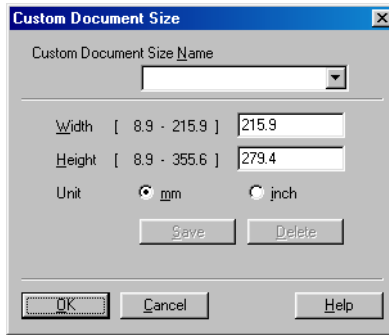 Custom Document Size
Custom Document Size Name
Width [ 8.9 - 215.9 ] 215.9
Height [ 8.9 - 355.6 ] 279.4
Unit mm inch
Save Delete
OK Cancel Help